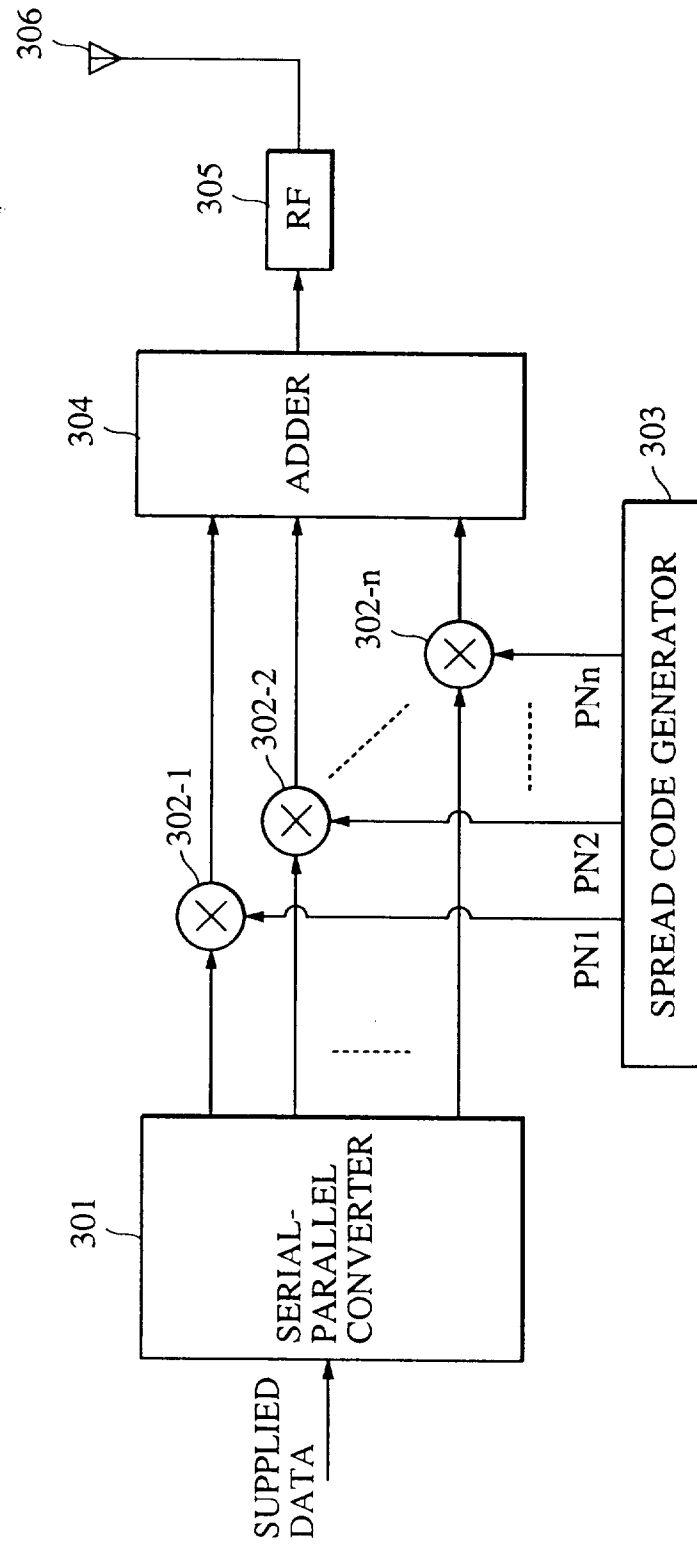 SUPPLIED
DATA
301
SERIAL-
PARALLEL
CONVERTER
302-1
302-2
302-n
PN1
PN2
PNn
SPREAD CODE GENERATOR
303
304
ADDER
305
RF
306